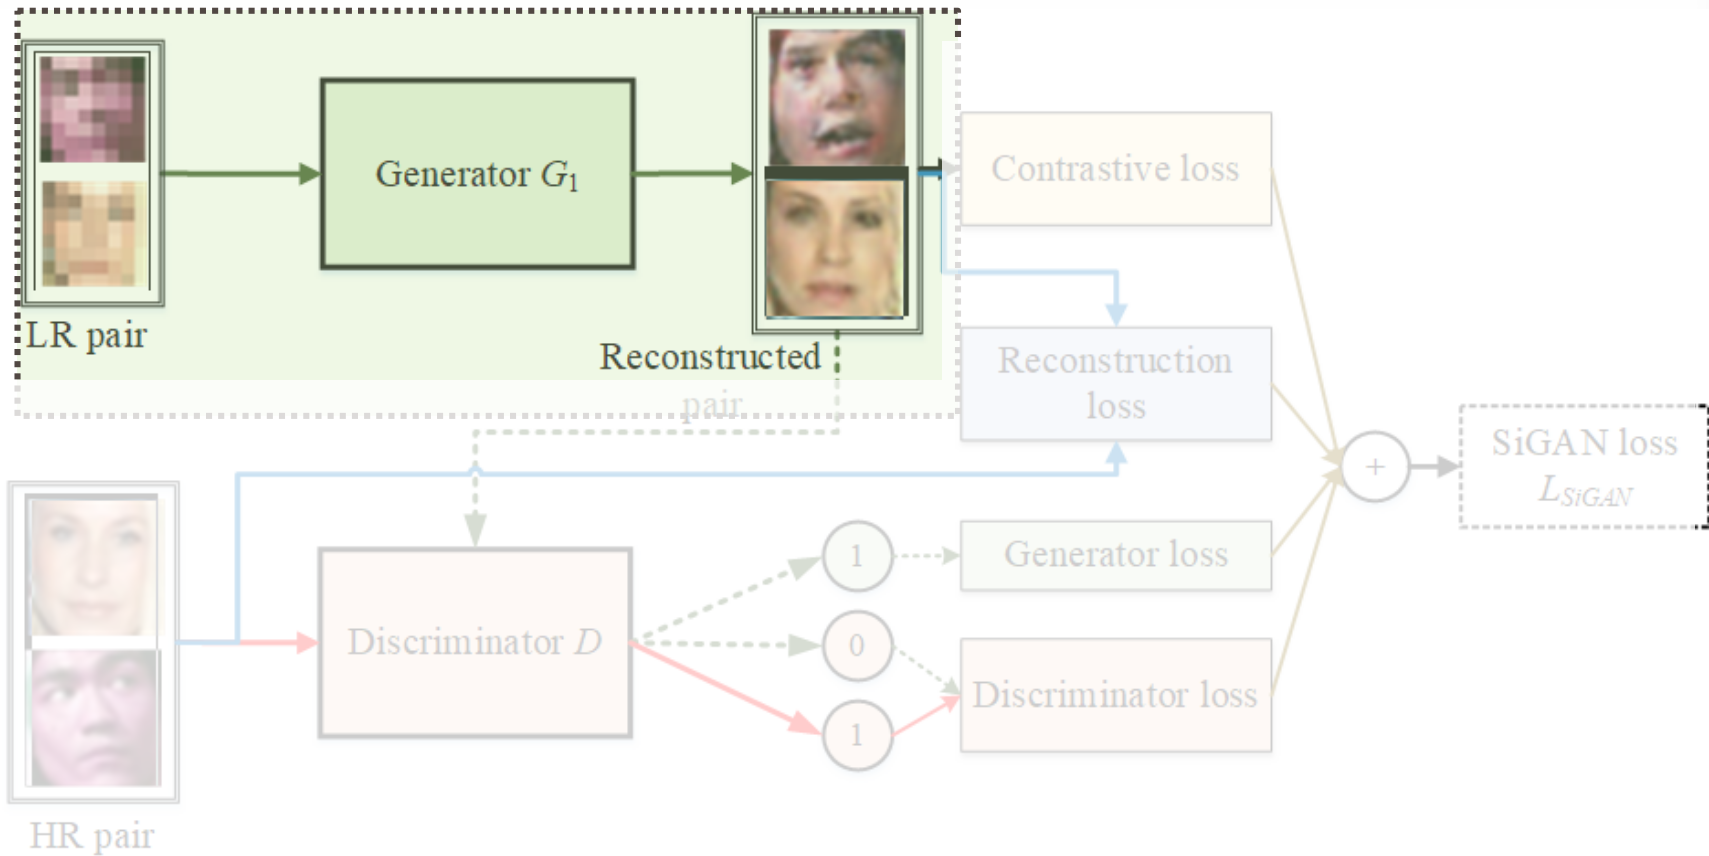 Generator G1
LR pair
Reconstructed
pair
Contrastive loss
Reconstruction
loss
SiGAN loss
LSiGAN
+
1
Generator loss
0
Discriminator D
Discriminator loss
1
HR pair